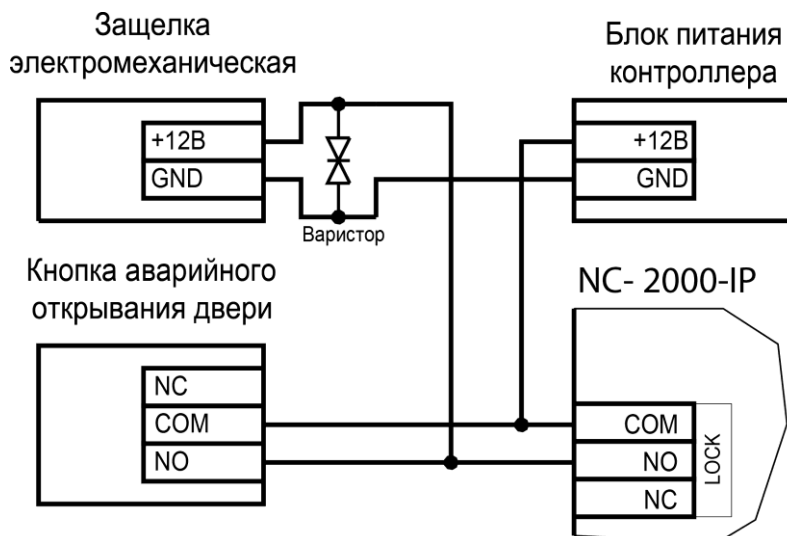 Защелка
электромеханическая
+12В
GND
Варистор
Блок питания
контроллера
+12В
GND
Кнопка аварийного
открывания двери
NC
COM
NO
NC- 2000-IP
COM
NO
NC
LOCK